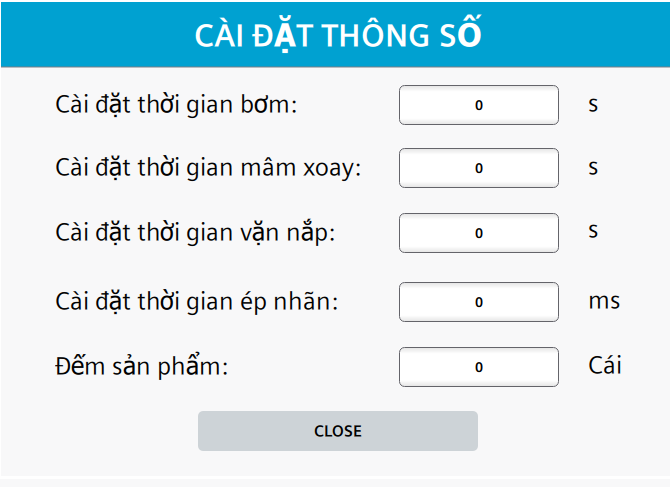 CÀI ĐẶT THÔNG SỐ
Cài đặt thời gian bơm: 0 s
Cài đặt thời gian mâm xoay: 0 s
Cài đặt thời gian vặn nắp: 0 s
Cài đặt thời gian ép nhãn: 0 ms
Đếm sản phẩm: 0 Cái
CLOSE